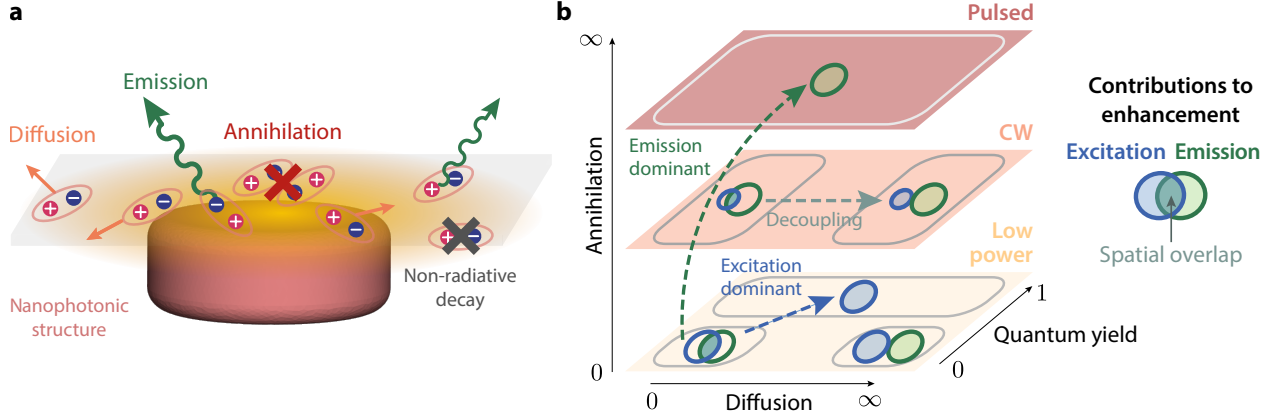 a
Emission
Diffusion
Annihilation
Nanophotonic
structure
Non-radiative
decay
+
−
+
−
−
+
+
−
−
+
+
−
+
−
+
−
b
Pulsed
∞
Annihilation
0
Emission
dominant
CW
Decoupling
Low
power
Excitation
dominant
0
Diffusion
∞
0
Quantum yield
1
Contributions to
enhancement
Excitation Emission
Spatial overlap